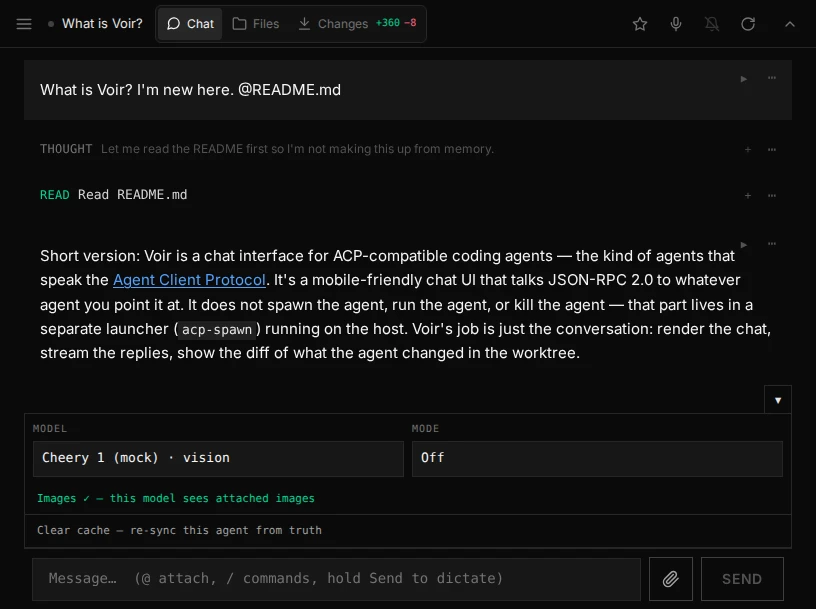 What is Voir?
Chat
Files
Changes +360 −8
What is Voir? I'm new here. @README.md
THOUGHT Let me read the README first so I'm not making this up from memory.
READ Read README.md
Short version: Voir is a chat interface for ACP-compatible coding agents — the kind of agents that
speak the Agent Client Protocol. It's a mobile-friendly chat UI that talks JSON-RPC 2.0 to whatever
agent you point it at. It does not spawn the agent, run the agent, or kill the agent — that part lives in a
separate launcher (acp-spawn) running on the host. Voir's job is just the conversation: render the chat,
stream the replies, show the diff of what the agent changed in the worktree.
MODEL
Cheery 1 (mock) · vision
MODE
Off
Images ✓ — this model sees attached images
Clear cache — re-sync this agent from truth
Message… (@ attach, / commands, hold Send to dictate)
SEND